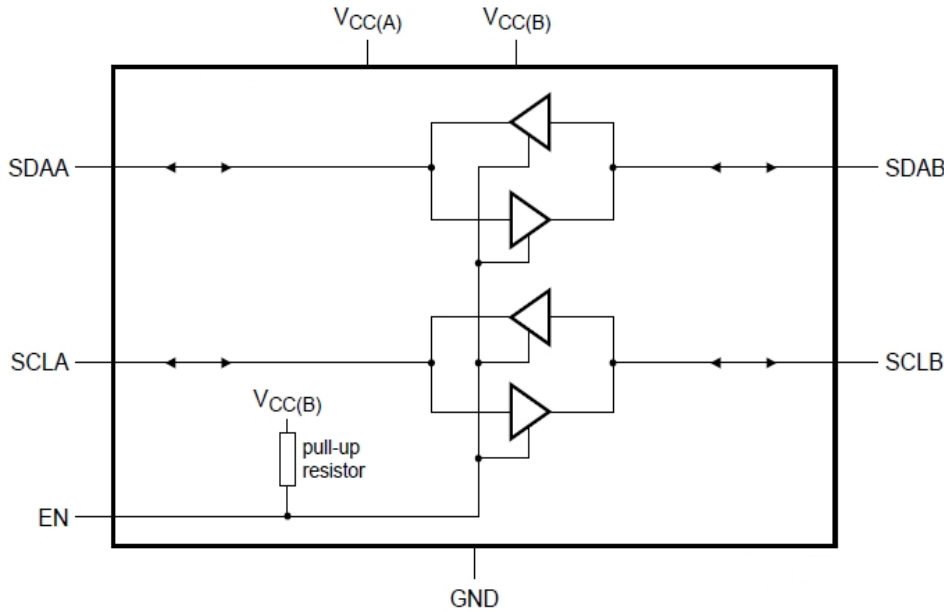 VCC(A)
VCC(B)
SDAA
SDAB
SCLA
SCLB
VCC(B)
pull-up
resistor
EN
GND